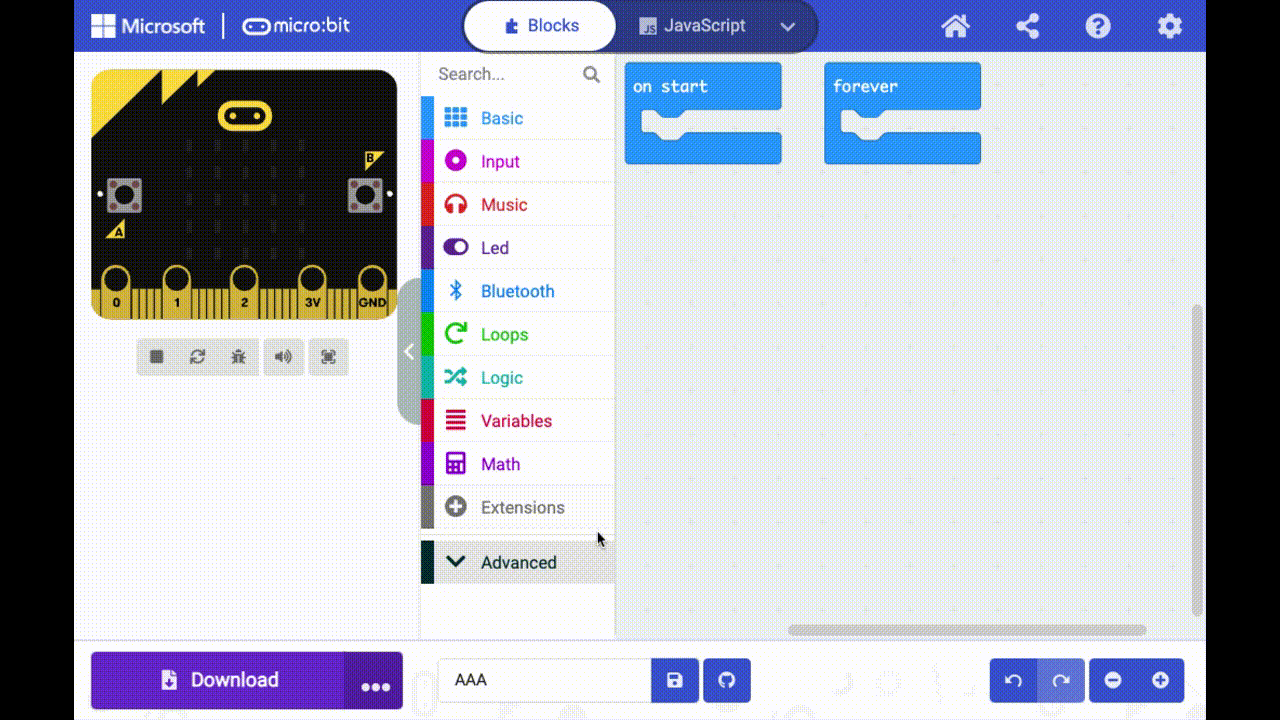 Microsoft micro:bit
Blocks
JS JavaScript
Search...
Basic
Input
Music
Led
Bluetooth
Loops
Logic
Variables
Math
Extensions
Advanced
on start
forever
B
A
0 1 2 3V GND
Download
AAA